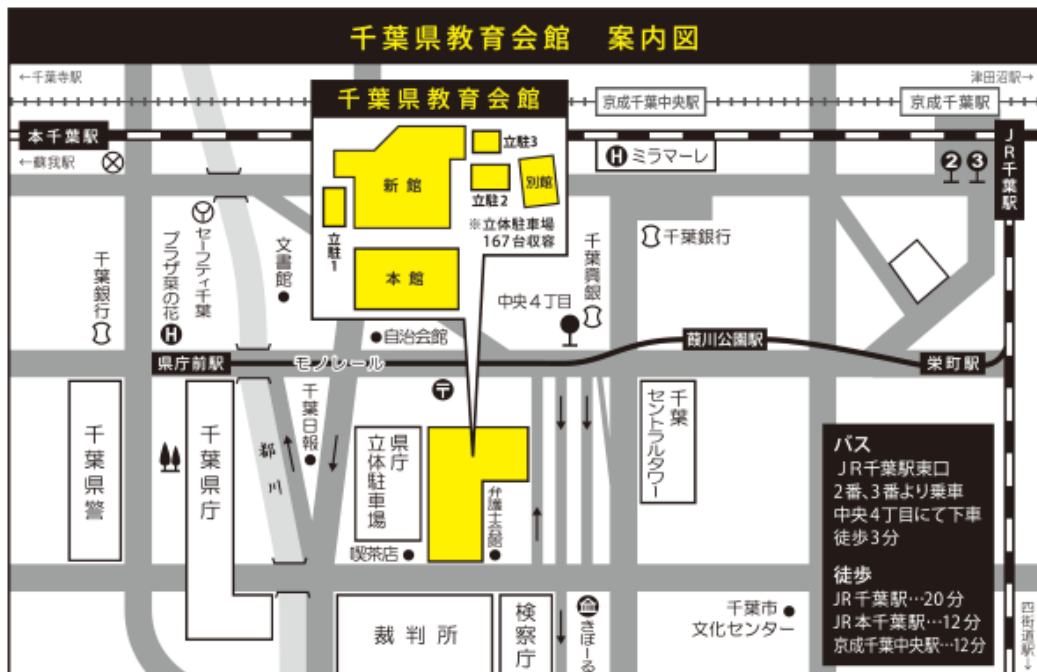 千葉県教育会館　案内図
←千葉寺駅
津田沼駅→
千葉県教育会館
京成千葉中央駅
京成千葉駅
本千葉駅
JR千葉駅
←蘇我駅
H ミラマーレ
2 3
新館
立駐3
立駐2
別館
立駐1
※立体駐車場
167台収容
本館
セーフティ千葉
プラザ菜の花
H
文書館
千葉銀行
千葉銀行
千葉興銀
中央4丁目
自治会館
県庁前駅
モノレール
葭川公園駅
栄町駅
〒
千葉県警
千葉県庁
都川
千葉日報
県庁
立体駐車場
弁護士会館
喫茶店
千葉
セントラルタワー
バス
JR千葉駅東口
2番、3番より乗車
中央4丁目にて下車
徒歩3分
徒歩
JR千葉駅…20分
JR本千葉駅…12分
京成千葉中央駅…12分
裁判所
検察庁
きぼーる
千葉市
文化センター
四街道駅→